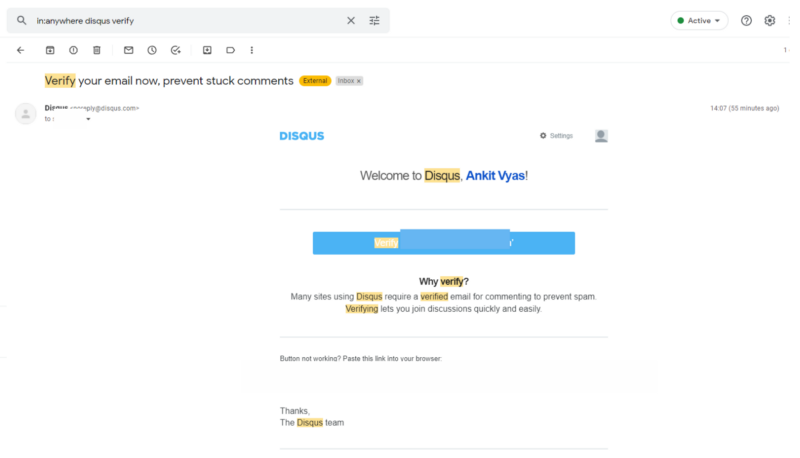 in:anywhere disqus verify
Active
1
Verify your email now, prevent stuck comments External Inbox x
Disqus <noreply@disqus.com>
14:07 (55 minutes ago)
to
DISQUS
Settings
Welcome to Disqus, Ankit Vyas!
Verify
Why verify?
Many sites using Disqus require a verified email for commenting to prevent spam.
Verifying lets you join discussions quickly and easily.
Button not working? Paste this link into your browser:
Thanks,
The Disqus team